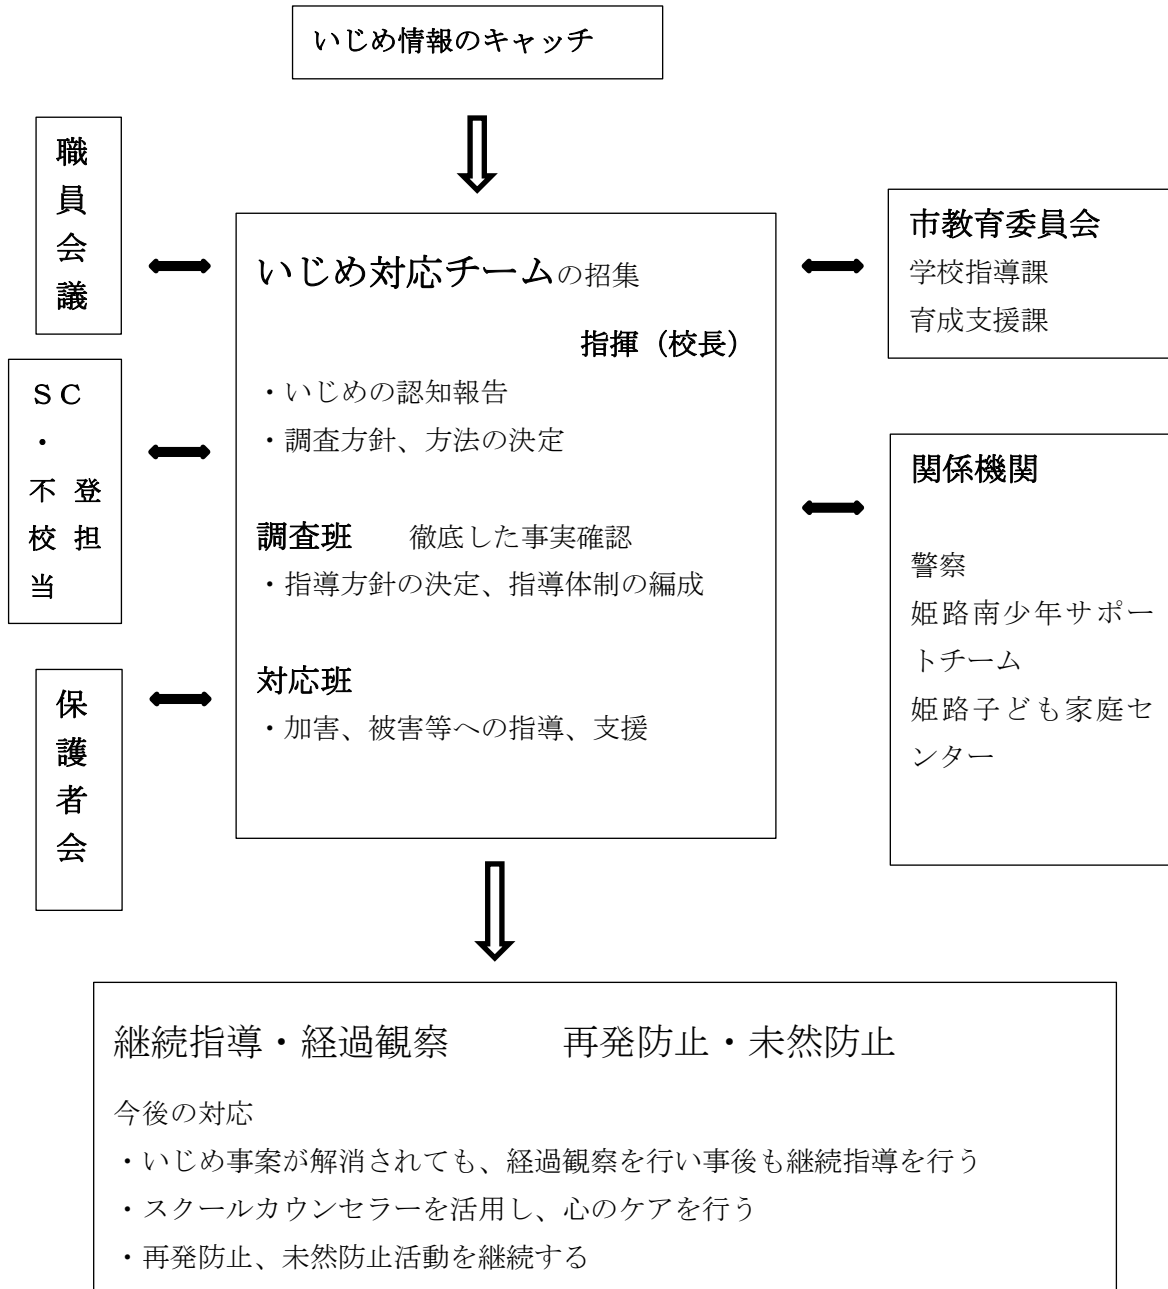 いじめ情報のキャッチ
職
員
会
議
ＳＣ
・
不登
校担
当
保
護
者
会
いじめ対応チームの招集
指揮（校長）
・いじめの認知報告
・調査方針、方法の決定
調査班　　徹底した事実確認
・指導方針の決定、指導体制の編成
対応班
・加害、被害等への指導、支援
市教育委員会
学校指導課
育成支援課
関係機関
警察
姫路南少年サポー
トチーム
姫路子ども家庭セ
ンター
継続指導・経過観察　　　再発防止・未然防止
今後の対応
・いじめ事案が解消されても、経過観察を行い事後も継続指導を行う
・スクールカウンセラーを活用し、心のケアを行う
・再発防止、未然防止活動を継続する